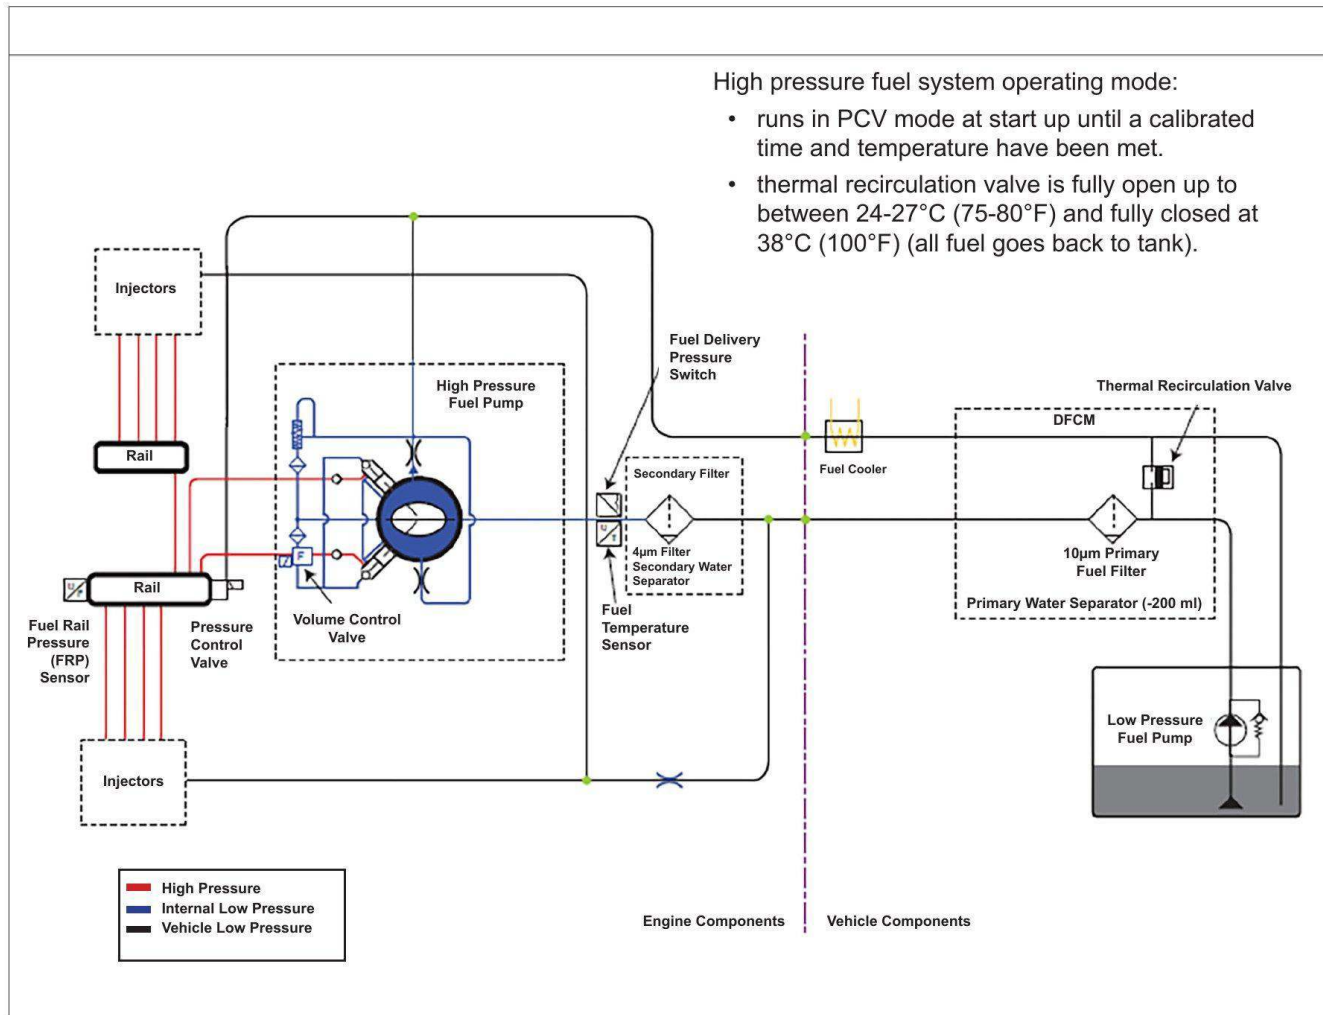 High pressure fuel system operating mode:
• runs in PCV mode at start up until a calibrated
time and temperature have been met.
• thermal recirculation valve is fully open up to
between 24-27°C (75-80°F) and fully closed at
38°C (100°F) (all fuel goes back to tank).
Injectors
Fuel Delivery
Pressure
Switch
High Pressure
Fuel Pump
Thermal Recirculation Valve
DFCM
Rail
Fuel Cooler
Secondary Filter
4µm Filter
Secondary Water
Separator
10µm Primary
Fuel Filter
Primary Water Separator (-200 ml)
U
T
F
U
P
Rail
Fuel Rail
Pressure
(FRP)
Sensor
Pressure
Control
Valve
Volume Control
Valve
Fuel
Temperature
Sensor
Low Pressure
Fuel Pump
Injectors
High Pressure
Internal Low Pressure
Vehicle Low Pressure
Engine Components
Vehicle Components